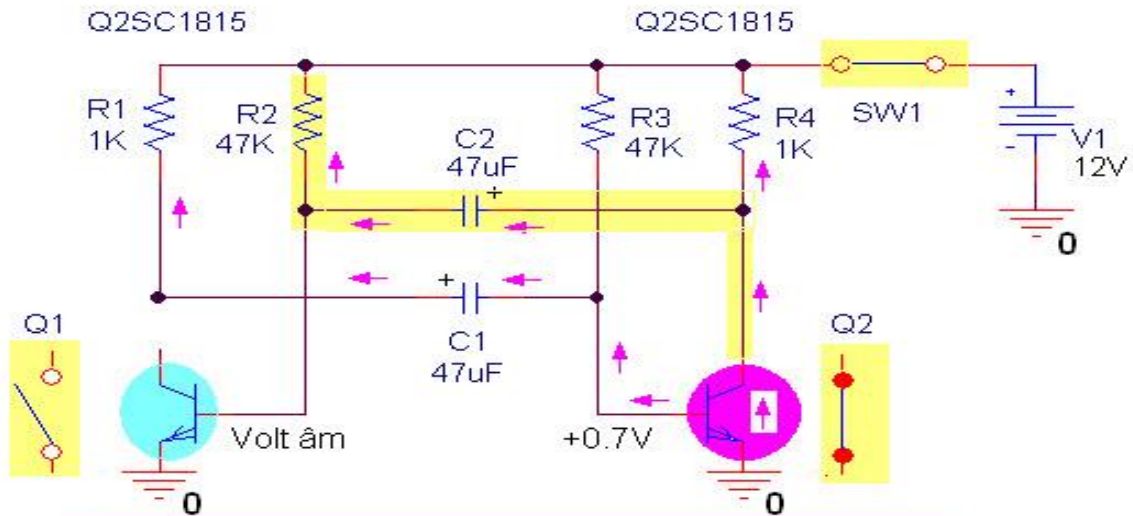 Q2SC1815
Q2SC1815
R1
1K
R2
47K
C2
47uF
+
R3
47K
R4
1K
SW1
+
-
V1
12V
0
+
C1
47uF
Q1
Q2
Volt âm
+0.7V
0
0